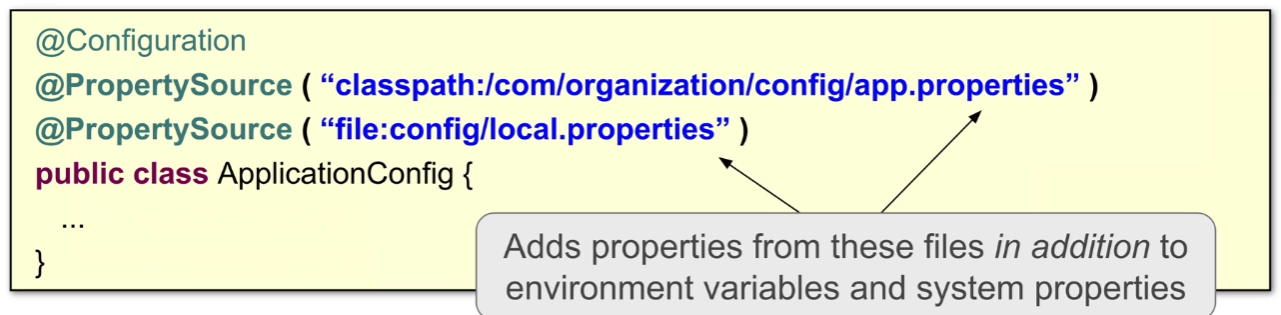 @Configuration
@PropertySource ( “classpath:/com/organization/config/app.properties” )
@PropertySource ( “file:config/local.properties” )
public class ApplicationConfig {
...
}
Adds properties from these files in addition to
environment variables and system properties